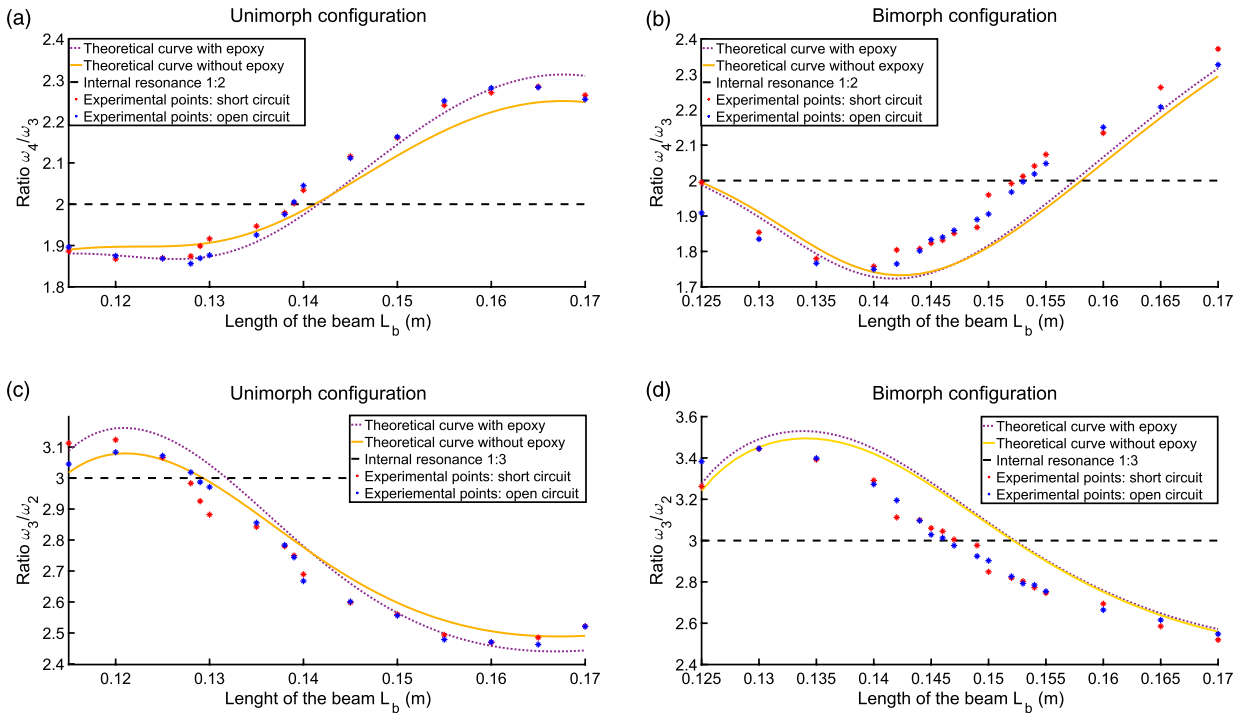 (a)
Unimorph configuration
2.4
2.3
2.2
2.1
2
1.9
1.8
Ratio ω4/ω3
Theoretical curve with epoxy
Theoretical curve without epoxy
Internal resonance 1:2
Experimental points: short circuit
Experimental points: open circuit
0.12 0.13 0.14 0.15 0.16 0.17
Length of the beam Lb (m)
(b)
Bimorph configuration
2.4
2.3
2.2
2.1
2
1.9
1.8
1.7
Ratio ω4/ω3
Theoretical curve with epoxy
Theoretical curve without expoxy
Internal resonance 1:2
Experimental points: short circuit
Experimental points: open circuit
0.125 0.13 0.135 0.14 0.145 0.15 0.155 0.16 0.165 0.17
Length of the beam Lb (m)
(c)
Unimorph configuration
3.1
3
2.9
2.8
2.7
2.6
2.5
2.4
Ratio ω3/ω2
Theoretical curve with epoxy
Theoretical curve without epoxy
Internal resonance 1:3
Experimental points: short circuit
Experiemental points: open circuit
0.12 0.13 0.14 0.15 0.16 0.17
Lenght of the beam Lb (m)
(d)
Bimorph configuration
3.6
3.4
3.2
3
2.8
2.6
2.4
Ratio ω3/ω2
Theoretical curve with epoxy
Theoretical curve without epoxy
Internal resonance 1:3
Experimental points: short circuit
Experimental points: open circuit
0.125 0.13 0.135 0.14 0.145 0.15 0.155 0.16 0.165 0.17
Length of the beam Lb (m)